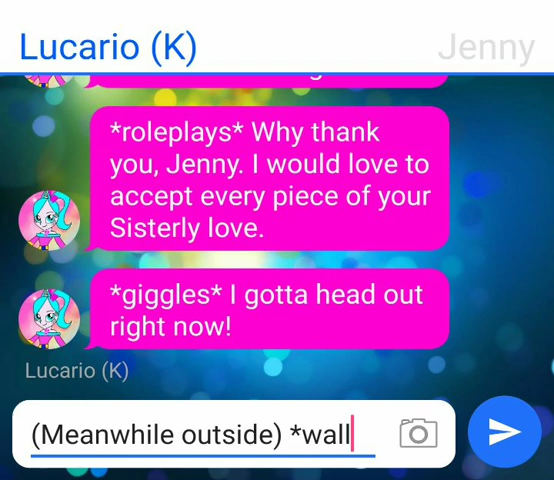 Lucario (K) Jenny
*roleplays* Why thank
you, Jenny. I would love to
accept every piece of your
Sisterly love.
*giggles* I gotta head out
right now!
Lucario (K)
(Meanwhile outside) *wall